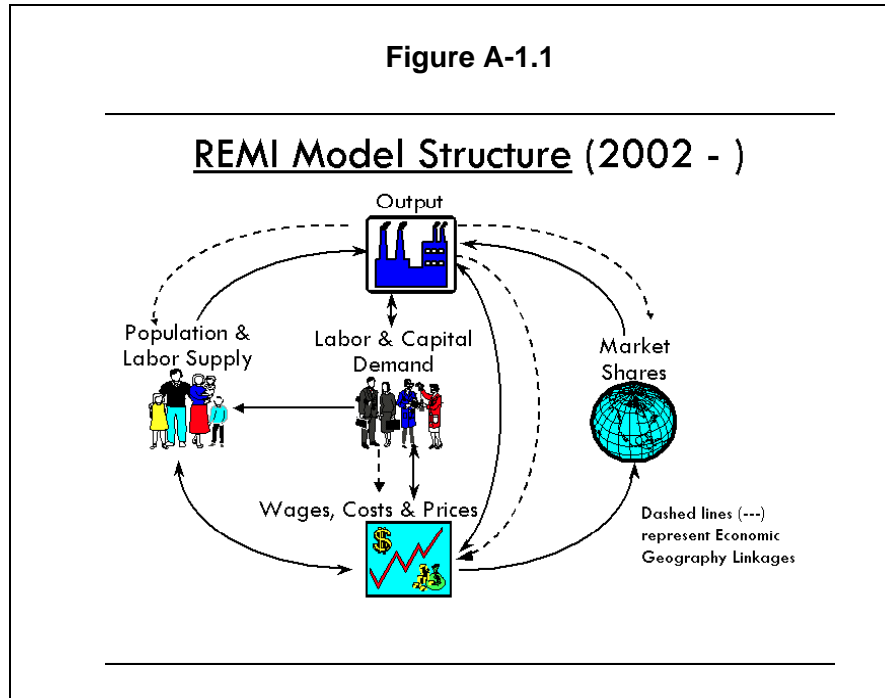 Figure A-1.1
REMI Model Structure (2002 - )
Output
Population &
Labor Supply
Labor & Capital
Demand
Market
Shares
Wages, Costs & Prices
$
$
Dashed lines (---)
represent Economic
Geography Linkages